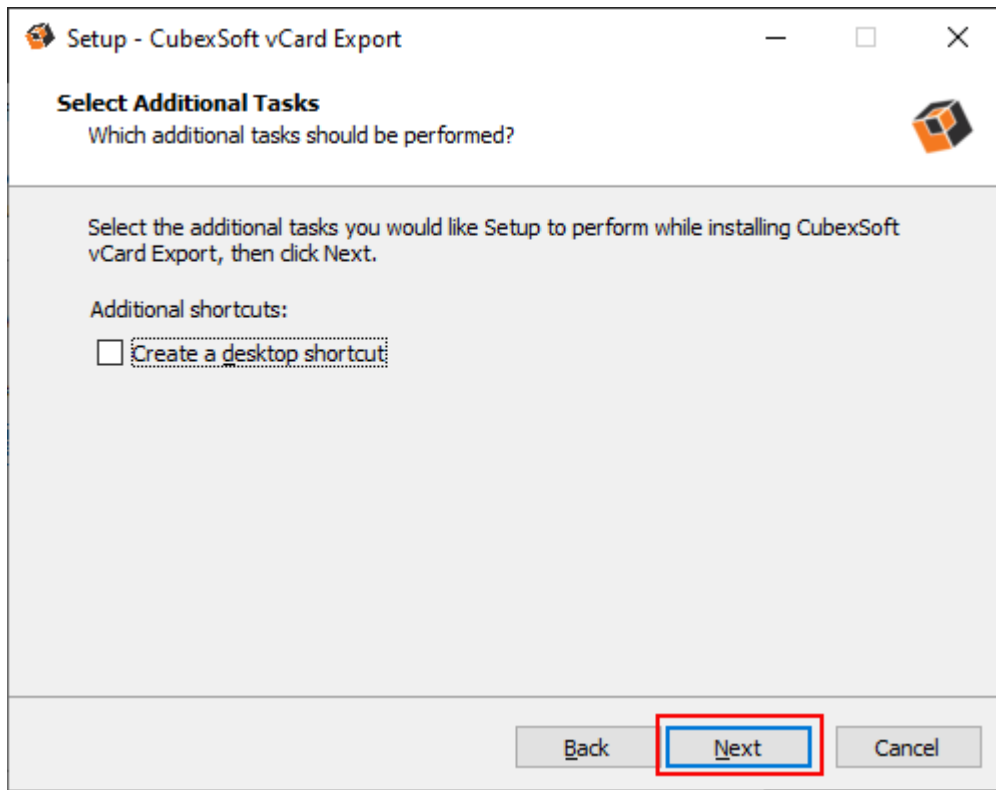 Setup - CubexSoft vCard Export
Select Additional Tasks
Which additional tasks should be performed?
Select the additional tasks you would like Setup to perform while installing CubexSoft
vCard Export, then click Next.
Additional shortcuts:
Create a desktop shortcut
Back Next Cancel